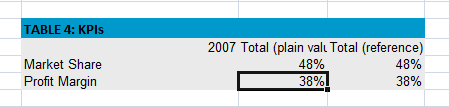 TABLE 4: KPIs
2007 Total (plain valu Total (reference)
Market Share 48% 48%
Profit Margin 38% 38%